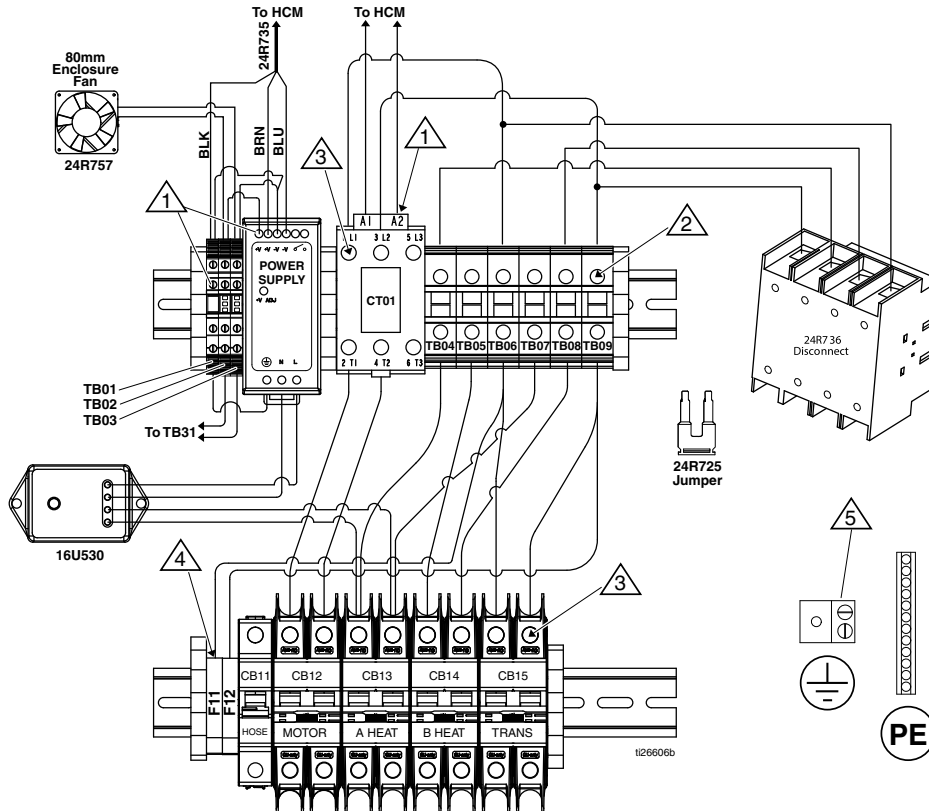 To HCM
To HCM
24R735
80mm
Enclosure
Fan
24R757
BLK
BRN
BLU
1
3
1
2
A1
A2
L1
3 L2
5 L3
+V +V -V -V
POWER
SUPPLY
+V ADJ
N L
CT01
2 T1
4 T2
6 T3
TB04
TB05
TB06
TB07
TB08
TB09
24R736
Disconnect
TB01
TB02
TB03
To TB31
24R725
Jumper
16U530
4
3
5
F11
F12
CB11
CB12
CB13
CB14
CB15
HOSE
MOTOR
A HEAT
B HEAT
TRANS
ti26606b
PE